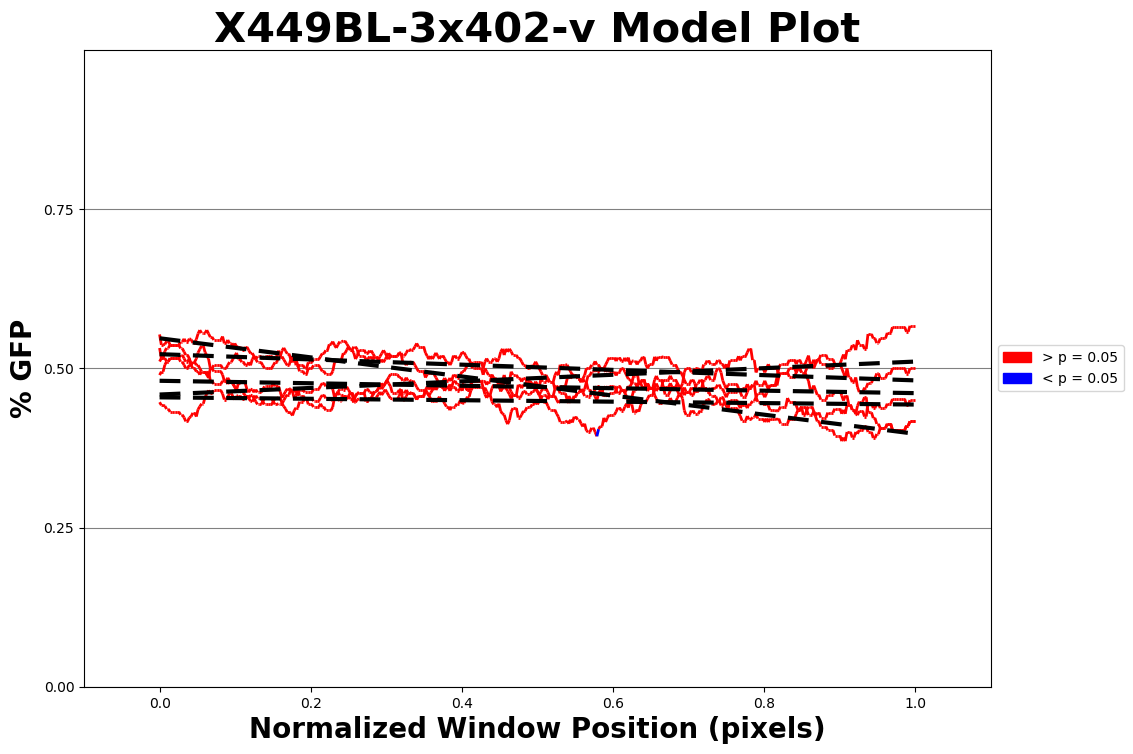 X449BL-3x402-v Model Plot
% GFP
0.75
0.50
0.25
0.00
0.0 0.2 0.4 0.6 0.8 1.0
Normalized Window Position (pixels)
> p = 0.05
< p = 0.05